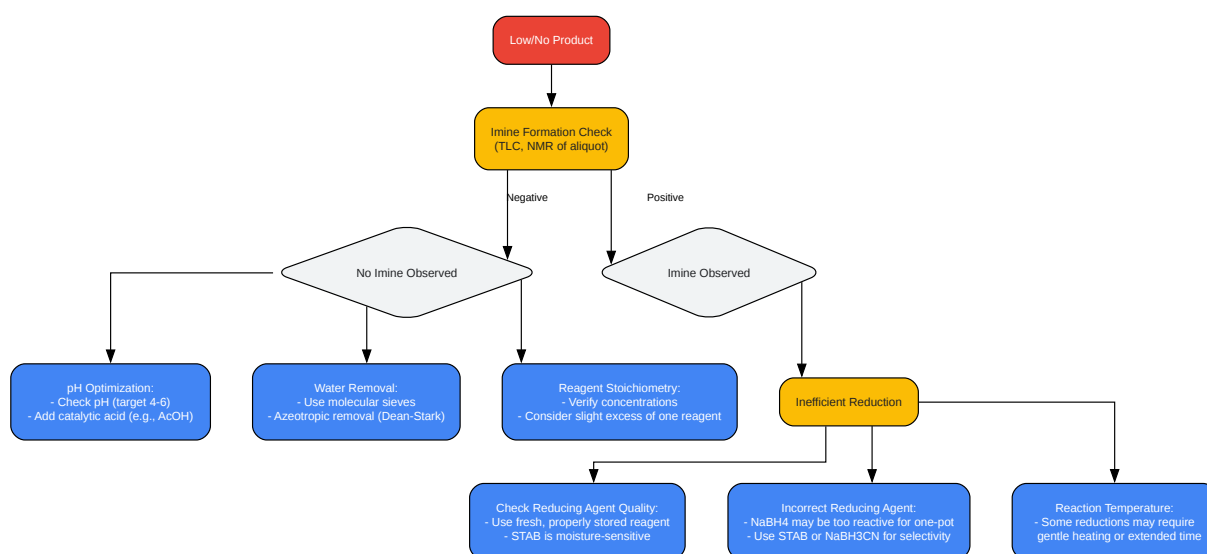 Low/No Product
Imine Formation Check
(TLC, NMR of aliquot)
Negative
Positive
No Imine Observed
Imine Observed
pH Optimization:
- Check pH (target 4-6)
- Add catalytic acid (e.g., AcOH)
Water Removal:
- Use molecular sieves
- Azeotropic removal (Dean-Stark)
Reagent Stoichiometry:
- Verify concentrations
- Consider slight excess of one reagent
Inefficient Reduction
Check Reducing Agent Quality:
- Use fresh, properly stored reagent
- STAB is moisture-sensitive
Incorrect Reducing Agent:
- NaBH4 may be too reactive for one-pot
- Use STAB or NaBH3CN for selectivity
Reaction Temperature:
- Some reductions may require
gentle heating or extended time